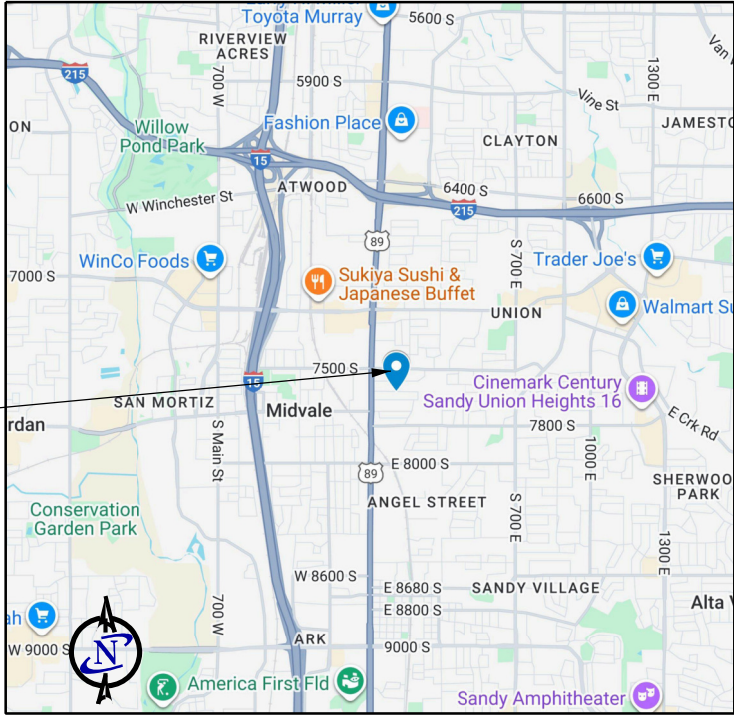 Toyota Murray
5600 S
RIVERVIEW
ACRES
700 W
5900 S
1300 E
215
Vine St
ON
Willow
Pond Park
Fashion Place
CLAYTON
15
ATWOOD
6400 S
6600 S
W Winchester St
215
89
S 700 E
WinCo Foods
Trader Joe's
7000 S
Sukiya Sushi &
Japanese Buffet
UNION
Walmart Su
7500 S
15
Cinemark Century
Sandy Union Heights 16
SAN MORTIZ
Midvale
rdan
7800 S
E Crk Rd
S Main St
1000 E
E 8000 S
89
SHERWOO
PARK
ANGEL STREET
S 700 E
Conservation
Garden Park
1300 E
W 8600 S
E 8680 S
SANDY VILLAGE
E 8800 S
700 W
Alta V
ah
N
W 9000 S
ARK
9000 S
America First Fld
Sandy Amphitheater